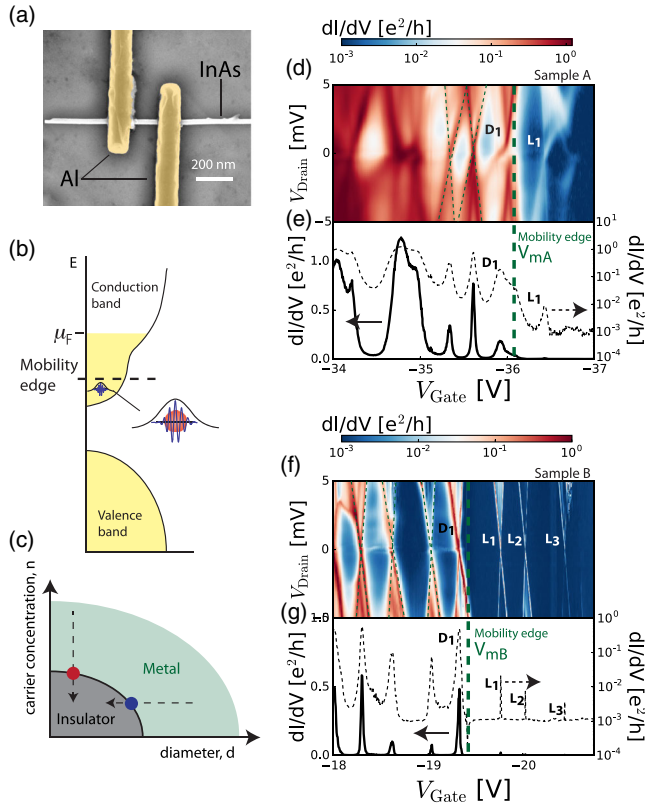 (a)
InAs
Al
200 nm
(b)
E
Conduction
band
μF
Mobility
edge
Valence
band
(c)
carrier concentration, n
Metal
Insulator
diameter, d
dI/dV [e²/h]
10⁻³ 10⁻² 10⁻¹ 10⁰
Sample A
(d)
5
0
−5
VDrain [mV]
D1
L1
(e)
dI/dV [e²/h]
1.0
0.5
0.0
Mobility edge
VmA
D1
L1
10¹
10⁰
10⁻¹
10⁻²
10⁻³
10⁻⁴
dI/dV [e²/h]
−34 −35 −36 −37
VGate [V]
dI/dV [e²/h]
10⁻³ 10⁻² 10⁻¹ 10⁰
Sample B
(f)
5
0
VDrain [mV]
D1
L1 L2 L3
(g)
dI/dV [e²/h]
0.5
0.0
D1
Mobility edge
VmB
L1
L2
L3
10⁰
10⁻¹
10⁻²
10⁻³
10⁻⁴
dI/dV [e²/h]
−18 −19 −20
VGate [V]